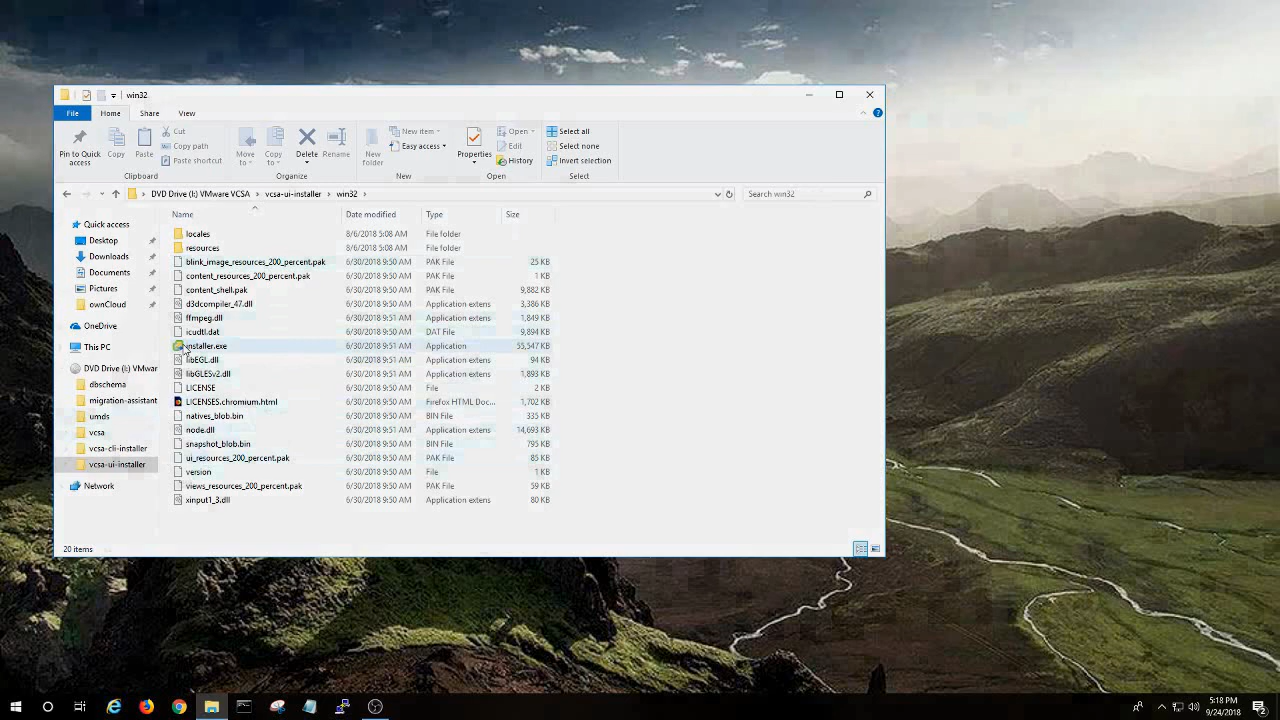 win32
File Home Share View
Pin to Quick access
Copy
Paste
Cut
Copy path
Paste shortcut
Clipboard
Move to
Copy to
Delete
Rename
Organize
New folder
New item
Easy access
New
Properties
Open
Edit
History
Open
Select all
Select none
Invert selection
Select
DVD Drive (I:) VMware VCSA > vcsa-ui-installer > win32 >
Search win32
Quick access
Desktop
Downloads
Documents
Pictures
ownCloud
OneDrive
This PC
DVD Drive (I:) VMwar
dbschema
migration-assistant
umds
vcsa
vcsa-cli-installer
vcsa-ui-installer
Network
Name Date modified Type Size
locales 8/6/2018 5:08 AM File folder
resources 8/6/2018 5:08 AM File folder
blink_image_resources_200_percent.pak 6/30/2018 9:50 AM PAK File 25 KB
content_resources_200_percent.pak 6/30/2018 9:50 AM PAK File 1 KB
content_shell.pak 6/30/2018 9:50 AM PAK File 9,882 KB
d3dcompiler_47.dll 6/30/2018 9:50 AM Application extens 3,386 KB
ffmpeg.dll 6/30/2018 9:51 AM Application extens 1,849 KB
icudtl.dat 6/30/2018 9:50 AM DAT File 9,894 KB
installer.exe 6/30/2018 9:51 AM Application 55,547 KB
libEGL.dll 6/30/2018 9:51 AM Application extens 94 KB
libGLESv2.dll 6/30/2018 9:51 AM Application extens 1,893 KB
LICENSE 6/30/2018 9:50 AM File 2 KB
LICENSES.chromium.html 6/30/2018 9:50 AM Firefox HTML Doc... 1,702 KB
natives_blob.bin 6/30/2018 9:50 AM BIN File 335 KB
node.dll 6/30/2018 9:51 AM Application extens 14,693 KB
snapshot_blob.bin 6/30/2018 9:50 AM BIN File 795 KB
ui_resources_200_percent.pak 6/30/2018 9:50 AM PAK File 85 KB
version 6/30/2018 9:50 AM File 1 KB
views_resources_200_percent.pak 6/30/2018 9:50 AM PAK File 59 KB
xinput1_3.dll 6/30/2018 9:50 AM Application extens 80 KB
20 items
5:18 PM
9/24/2018